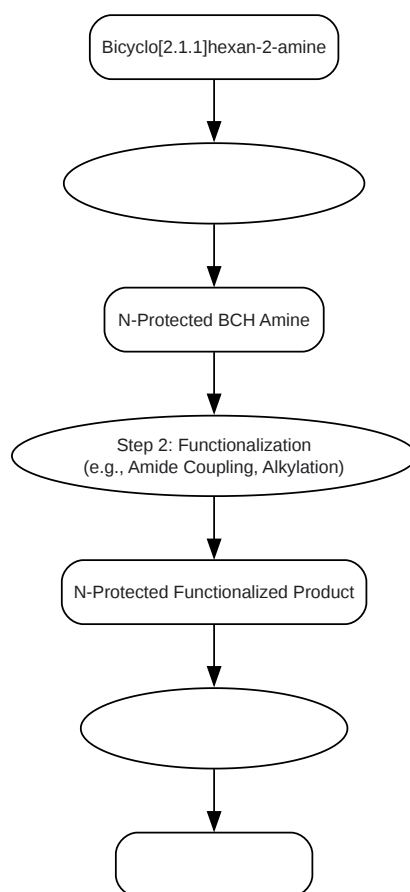 Bicyclo[2.1.1]hexan-2-amine
N-Protected BCH Amine
Step 2: Functionalization
(e.g., Amide Coupling, Alkylation)
N-Protected Functionalized Product